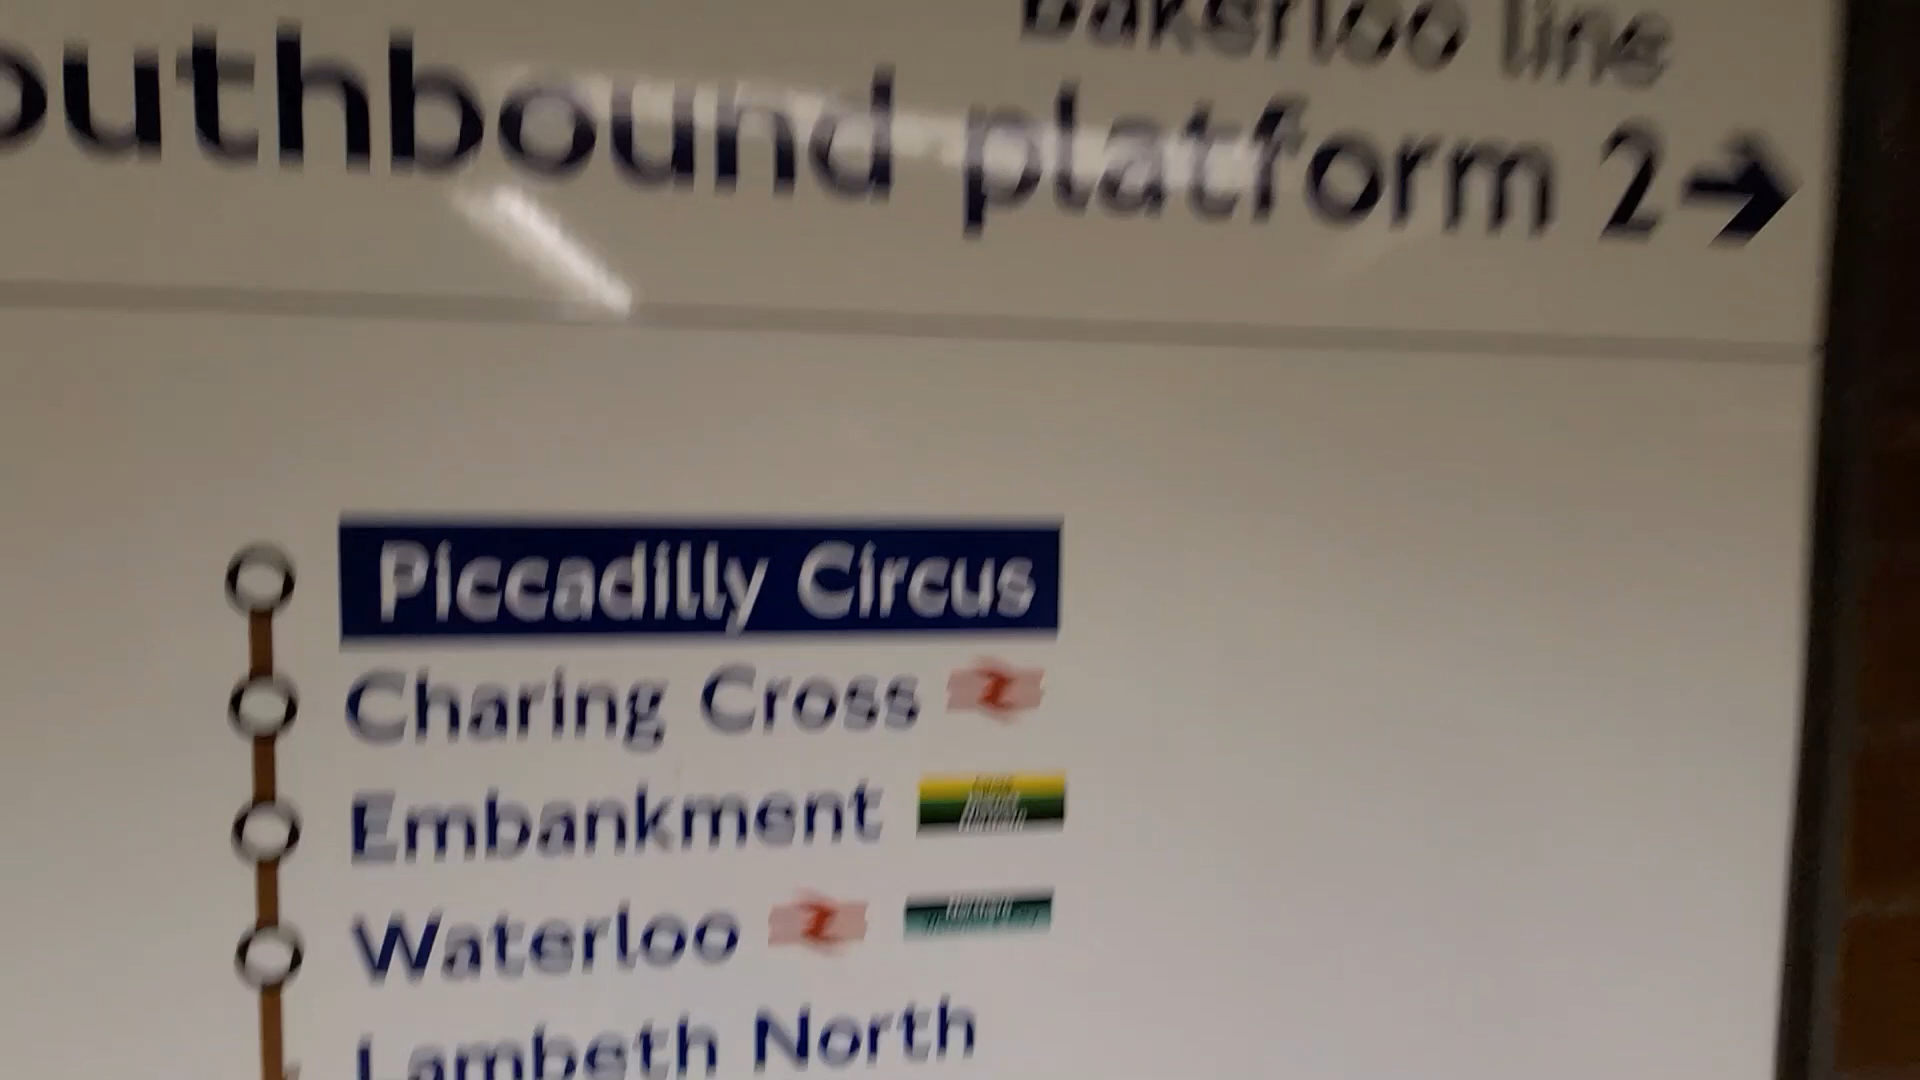 Bakerloo line
outhbound platform 2→
Piccadilly Circus
Charing Cross
Embankment
Waterloo
Lambeth North